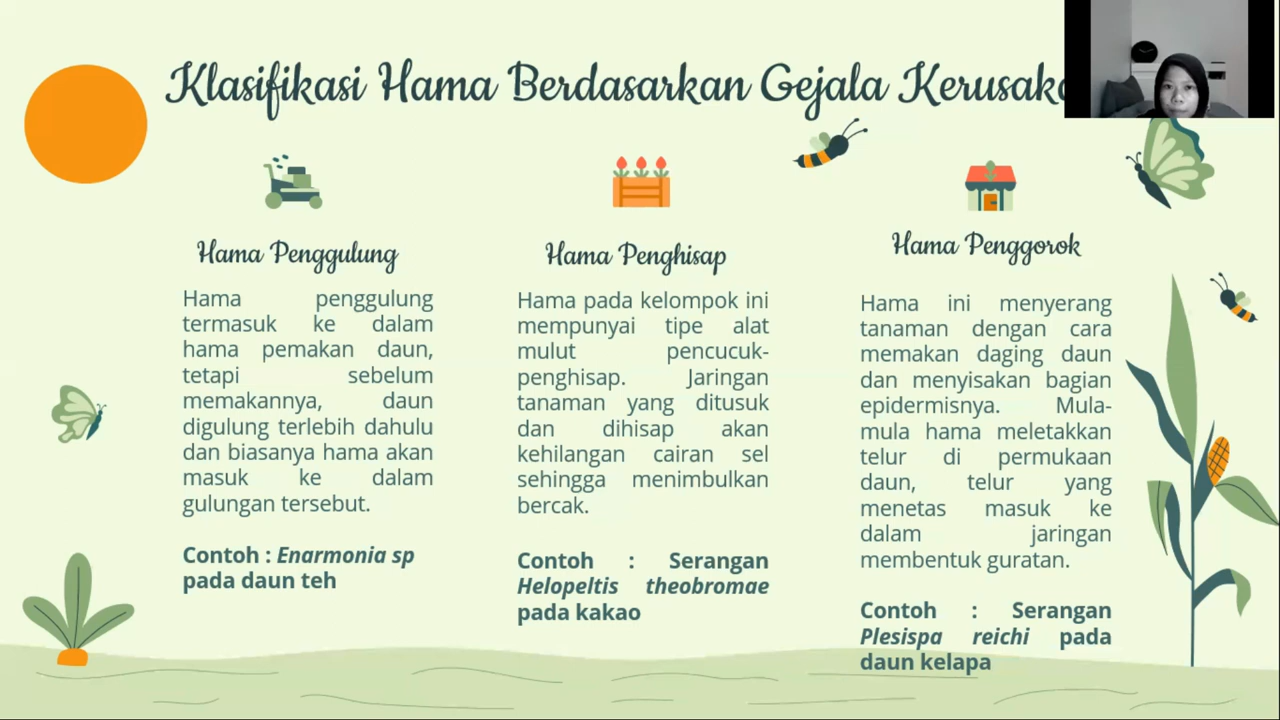 Klasifikasi Hama Berdasarkan Gejala
Hama Penggulung
Hama penggulung
termasuk ke dalam
hama pemakan daun,
tetapi sebelum
memakannya, daun
digulung terlebih dahulu
dan biasanya hama akan
masuk ke dalam
gulungan tersebut.
Contoh : Enarmonia sp
pada daun teh
Hama Penghisap
Hama pada kelompok ini
mempunyai tipe alat
mulut pencucuk-
penghisap. Jaringan
tanaman yang ditusuk
dan dihisap akan
kehilangan cairan sel
sehingga menimbulkan
bercak.
Contoh : Serangan
Helopeltis theobromae
pada kakao
Hama Penggorok
Hama ini menyerang
tanaman dengan cara
memakan daging daun
dan menyisakan bagian
epidermisnya. Mula-
mula hama meletakkan
telur di permukaan
daun, telur yang
menetas masuk ke
dalam jaringan
membentuk guratan.
Contoh : Serangan
Plesispa reichi pada
daun kelapa